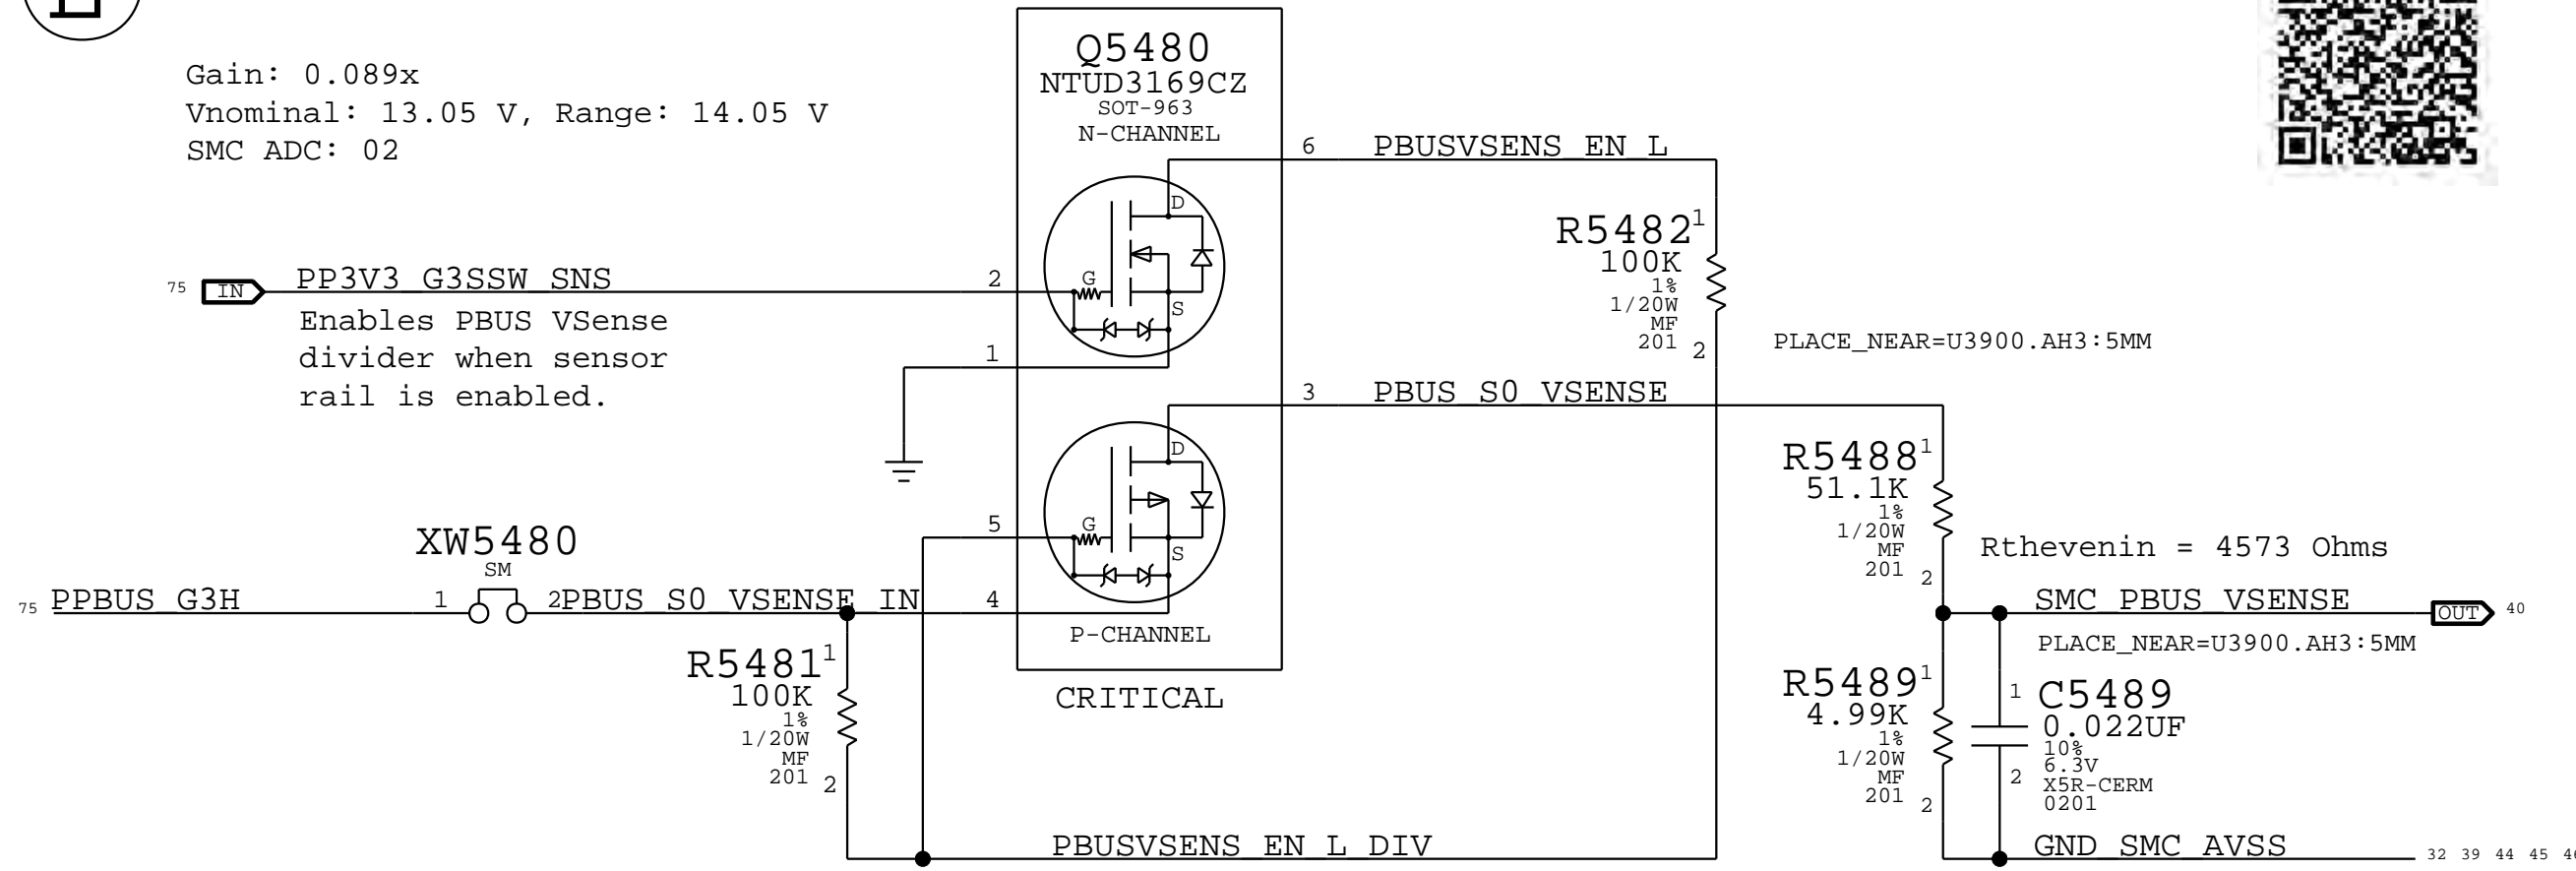 Gain: 0.089x
Vnominal: 13.05 V, Range: 14.05 V
SMC ADC: 02
Q5480
NTUD3169CZ
SOT-963
N-CHANNEL
6
PBUSVSENS_EN_L
D
G
S
R5482
1
100K
1%
1/20W
MF
201
2
PLACE_NEAR=U3900.AH3:5MM
75
IN
PP3V3_G3SSW_SNS
2
Enables PBUS VSense
divider when sensor
rail is enabled.
1
3
PBUS_S0_VSENSE
D
G
S
5
R5488
1
51.1K
1%
1/20W
MF
201
2
Rthevenin = 4573 Ohms
XW5480
SM
75
PPBUS_G3H
1
2
PBUS_S0_VSENSE_IN
4
P-CHANNEL
CRITICAL
SMC_PBUS_VSENSE
OUT
40
PLACE_NEAR=U3900.AH3:5MM
R5481
1
100K
1%
1/20W
MF
201
2
R5489
1
4.99K
1%
1/20W
MF
201
2
1
C5489
0.022UF
10%
6.3V
X5R-CERM
0201
2
PBUSVSENS_EN_L_DIV
GND_SMC_AVSS
32 39 44 45